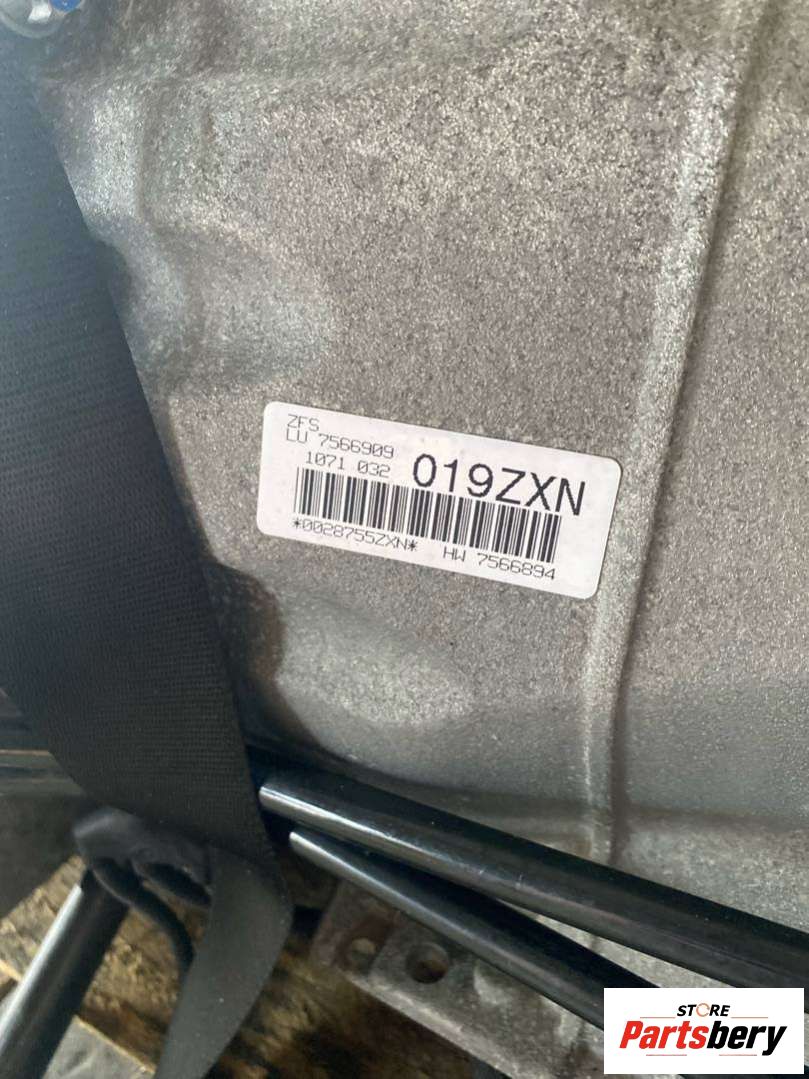 ZFS
LU 7566909
1071 032 019ZXN
*0028755ZXN* HW 7566894
STORE
Partsbery